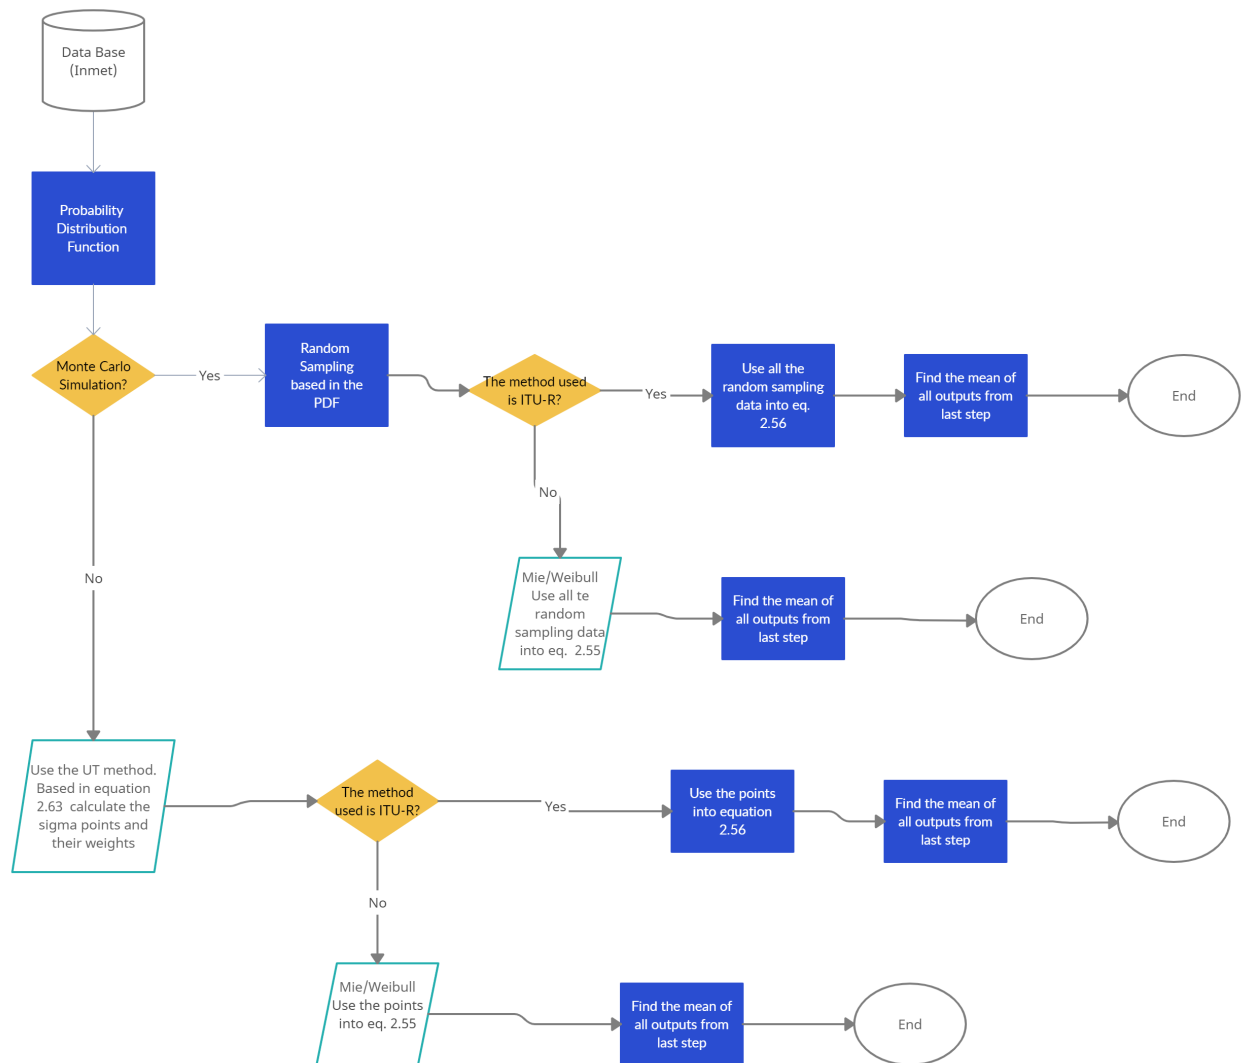 Data Base
(Inmet)
Probability
Distribution
Function
Monte Carlo
Simulation?
Yes
Random
Sampling
based in the
PDF
The method used
is ITU-R?
Yes
Use all the
random sampling
data into eq.
2.56
Find the mean of
all outputs from
last step
End
No
Mie/Weibull
Use all te
random
sampling data
into eq. 2.55
Find the mean of
all outputs from
last step
End
No
Use the UT method.
Based in equation
2.63 calculate the
sigma points and
their weights
The method
used is ITU-R?
Yes
Use the points
into equation
2.56
Find the mean of
all outputs from
last step
End
No
Mie/Weibull
Use the points
into eq. 2.55
Find the mean of
all outputs from
last step
End